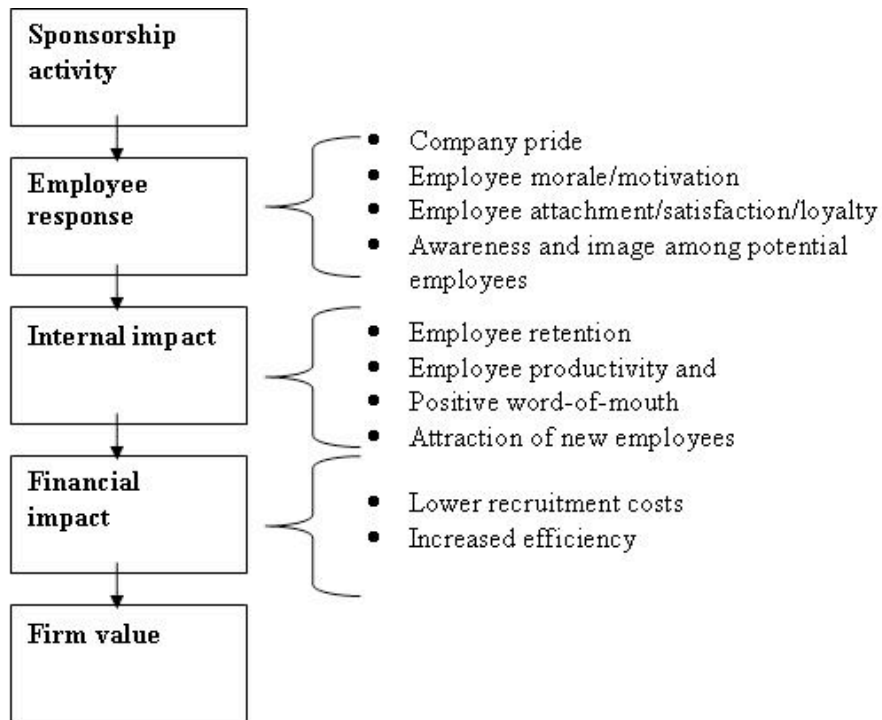 Sponsorship
activity
Employee
response
• Company pride
• Employee morale/motivation
• Employee attachment/satisfaction/loyalty
• Awareness and image among potential
employees
Internal impact
• Employee retention
• Employee productivity and
• Positive word-of-mouth
• Attraction of new employees
Financial
impact
• Lower recruitment costs
• Increased efficiency
Firm value